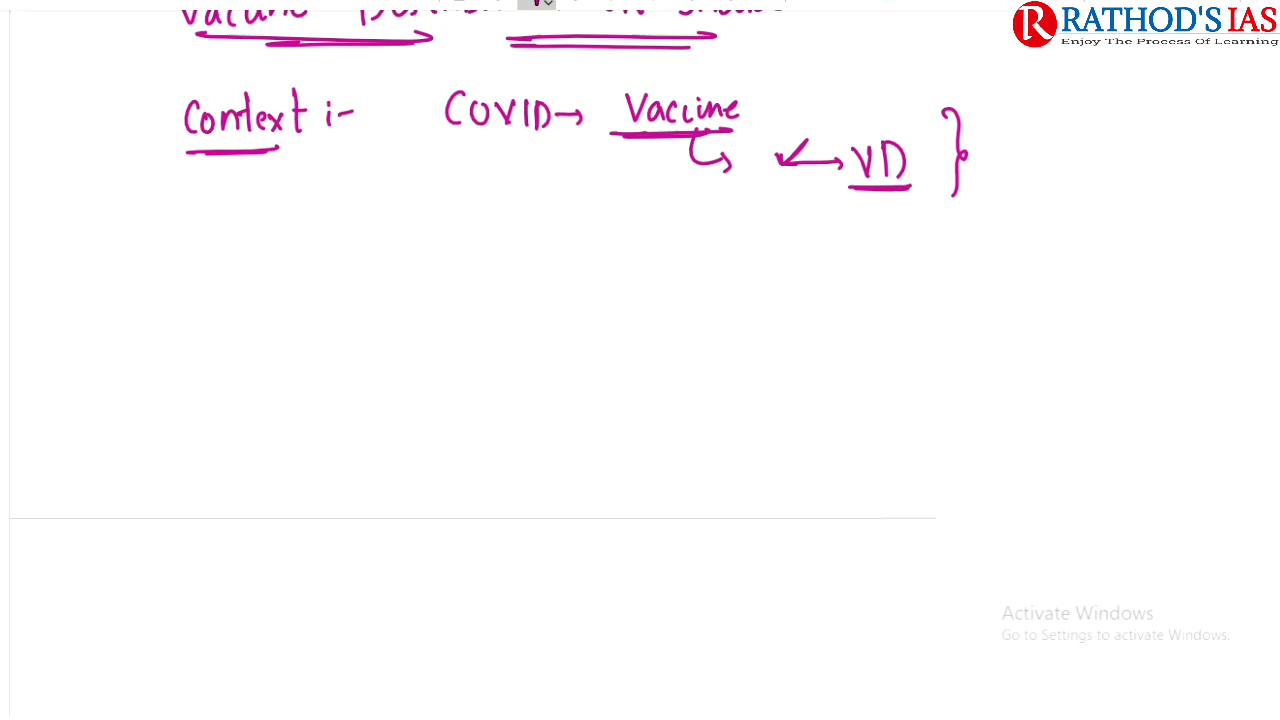 RATHOD'S IAS
Enjoy The Process Of Learning
Vaccine
Context :- COVID → Vaccine
VD
Activate Windows
Go to Settings to activate Windows.